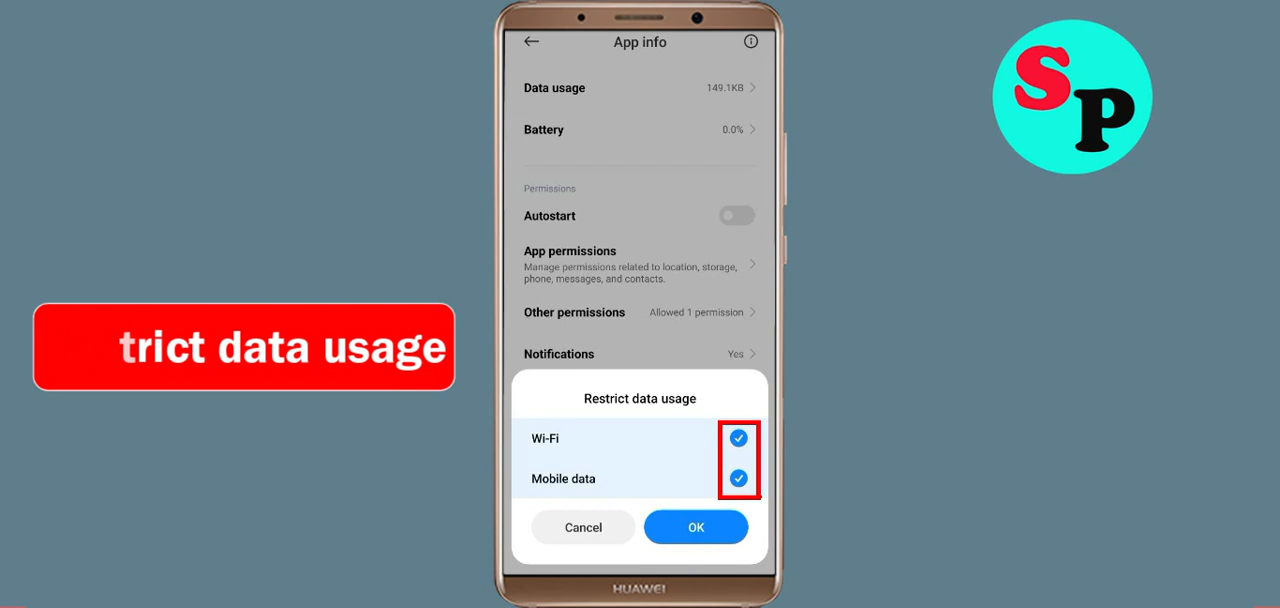 App info
Data usage 149.1KB
Battery 0.0%
Permissions
Autostart
App permissions
Manage permissions related to location, storage,
phone, messages, and contacts.
Other permissions Allowed 1 permission
Notifications Yes
Restrict data usage
Wi-Fi
Mobile data
Cancel OK
HUAWEI
trict data usage
SP